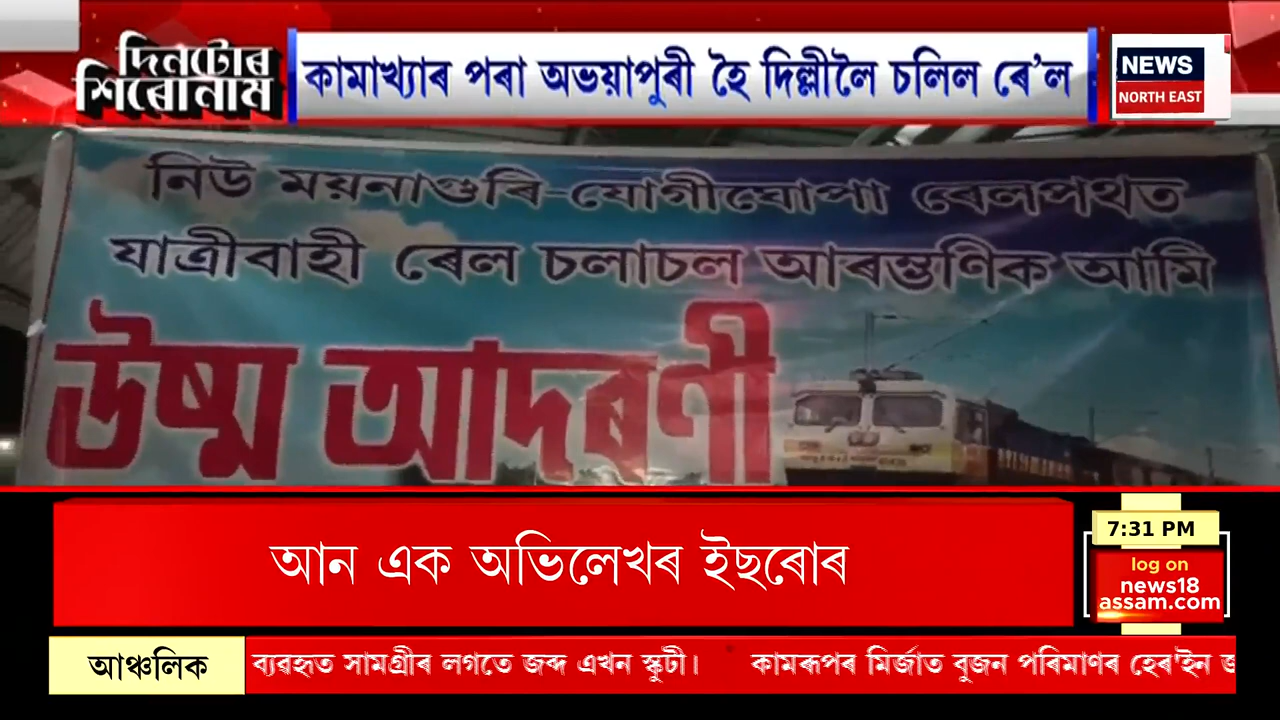 দিনটোৰ
শিৰোনাম
কামাখ্যাৰ পৰা অভয়াপুৰী হৈ দিল্লীলৈ চলিল ৰে'ল
NEWS
NORTH EAST
নিউ ময়নাগুৰি-যোগীঘোপা ৰেলপথত
যাত্ৰীবাহী ৰেল চলাচল আৰম্ভণিক আমি
উষ্ম আদৰণী
আন এক অভিলেখৰ ইছৰোৰ
7:31 PM
log on
news18
assam.com
আঞ্চলিক
ব্যৱহৃত সামগ্ৰীৰ লগতে জব্দ এখন স্কুটী। কামৰূপৰ মিৰ্জাত বুজন পৰিমাণৰ হেৰ'ইন